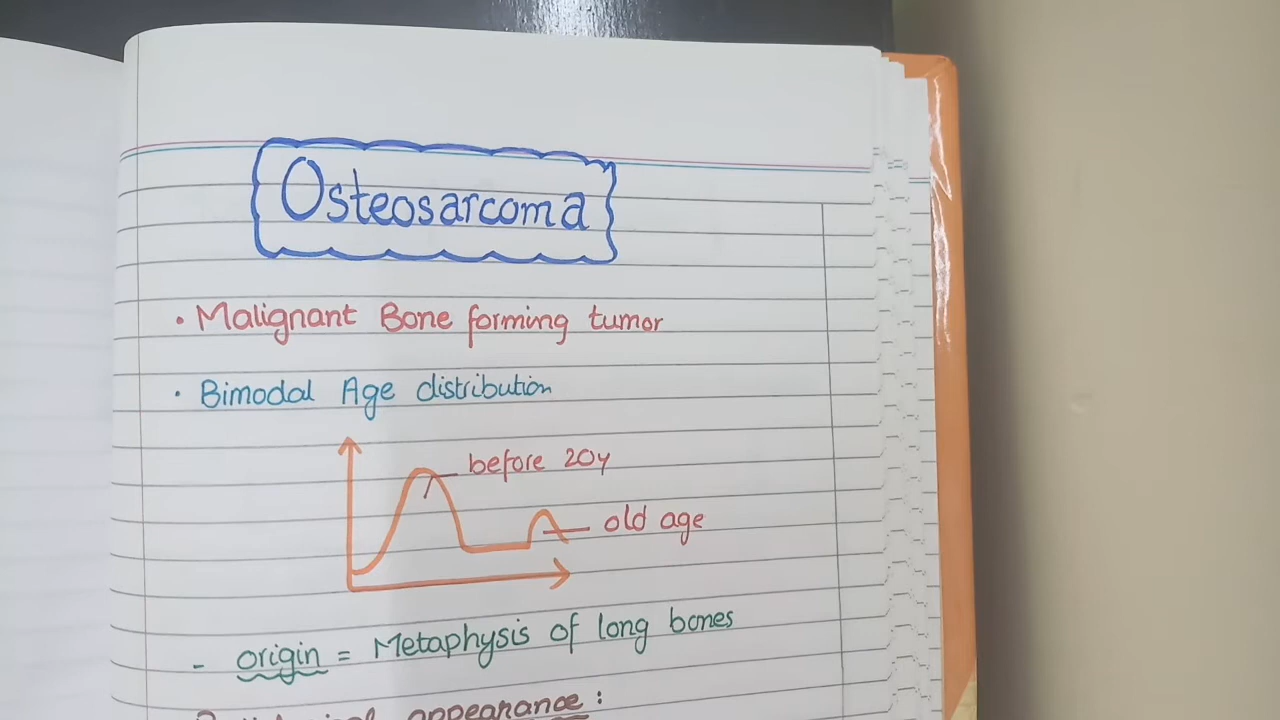 Osteosarcoma
• Malignant Bone forming tumor
• Bimodal Age distribution
before 20y
old age
- origin = Metaphysis of long bones
appearance :